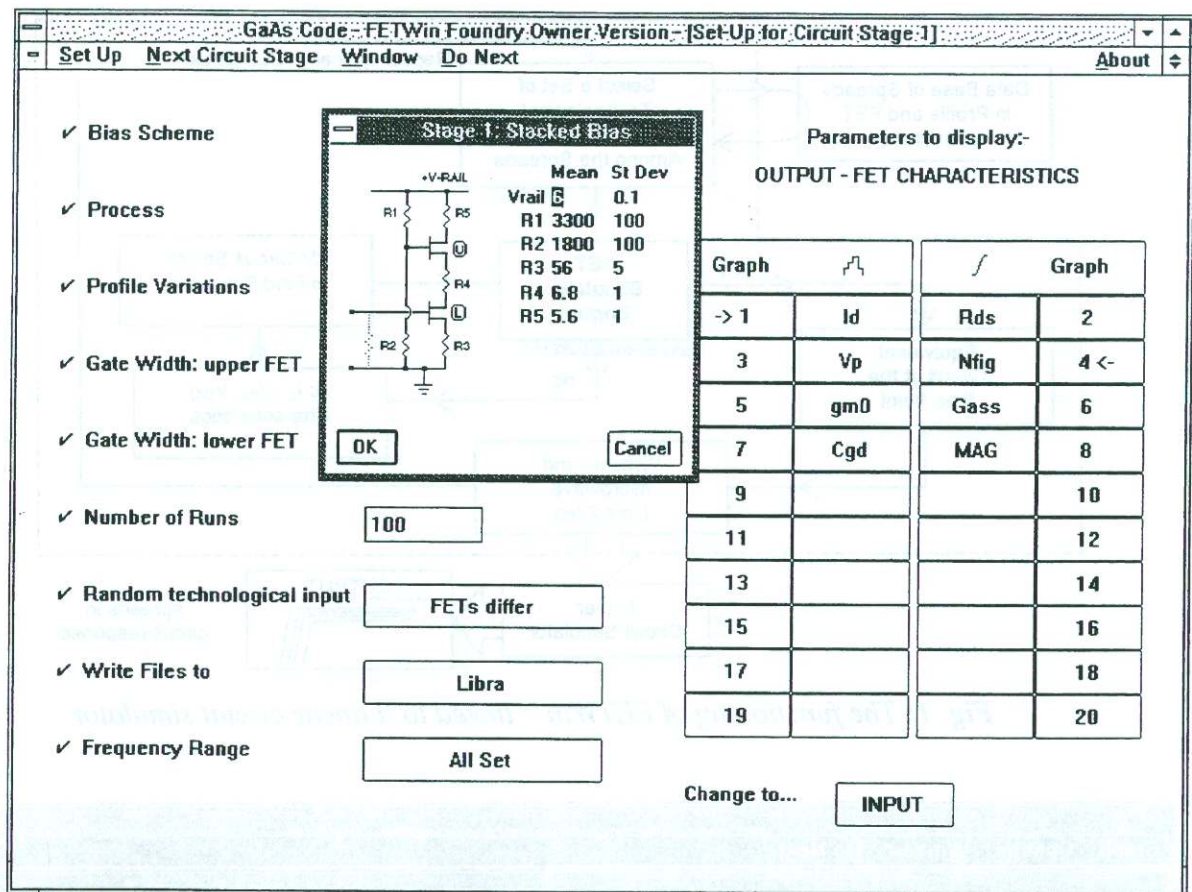 GaAs Code - FETWin Foundry Owner Version - [Set-Up for Circuit Stage 1]
Set Up Next Circuit Stage Window Do Next About
✓ Bias Scheme
✓ Process
✓ Profile Variations
✓ Gate Width: upper FET
✓ Gate Width: lower FET
✓ Number of Runs 100
✓ Random technological input FETs differ
✓ Write Files to Libra
✓ Frequency Range All Set
Stage 1: Stacked Bias
+V-RAIL
R1
R5
U
R4
L
R2
R3
Mean St Dev
Vrail 6 0.1
R1 3300 100
R2 1800 100
R3 56 5
R4 6.8 1
R5 5.6 1
OK Cancel
Parameters to display:-
OUTPUT - FET CHARACTERISTICS
Graph Graph
-> 1 Id Rds 2
3 Vp Nfig 4 <-
5 gm0 Gass 6
7 Cgd MAG 8
9 10
11 12
13 14
15 16
17 18
19 20
Change to... INPUT